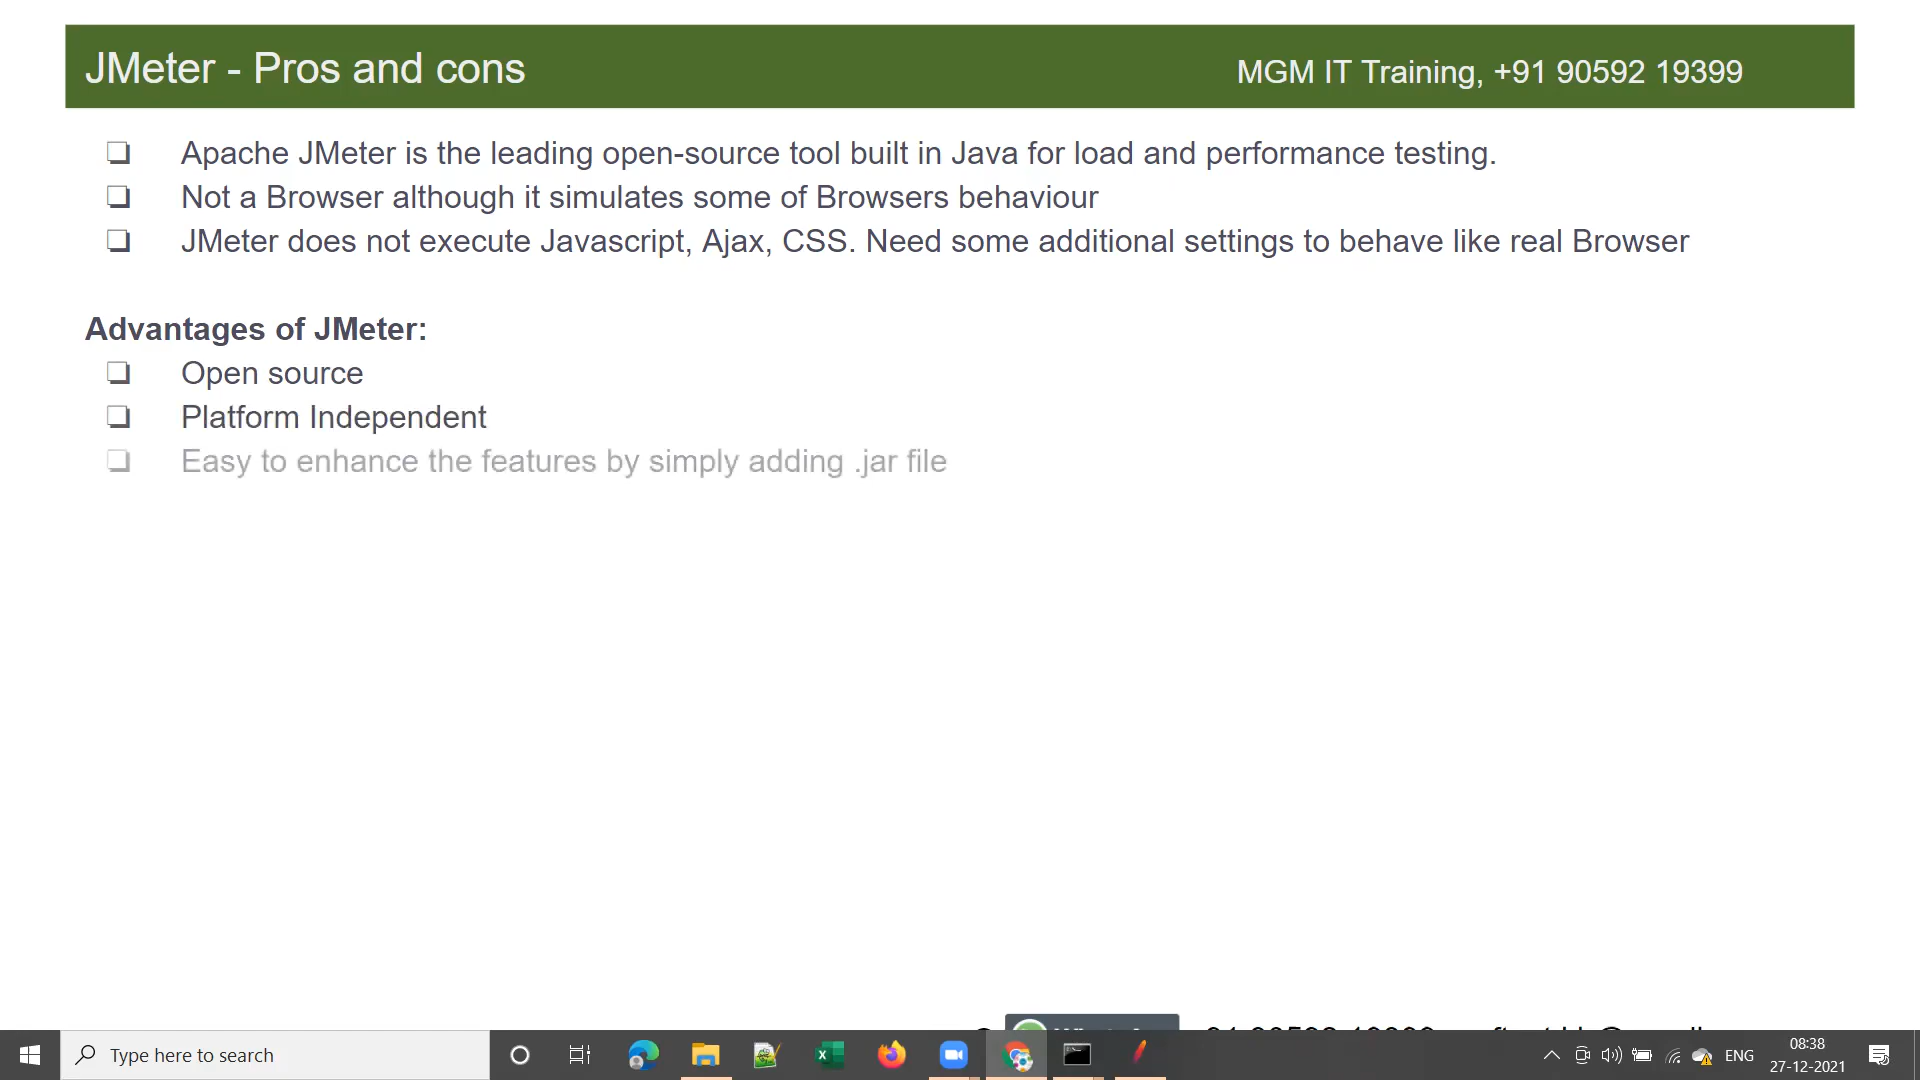 JMeter - Pros and cons
MGM IT Training, +91 90592 19399
Apache JMeter is the leading open-source tool built in Java for load and performance testing.
Not a Browser although it simulates some of Browsers behaviour
JMeter does not execute Javascript, Ajax, CSS. Need some additional settings to behave like real Browser
Advantages of JMeter:
Open source
Platform Independent
Easy to enhance the features by simply adding .jar file
Type here to search
ENG
08:38
27-12-2021